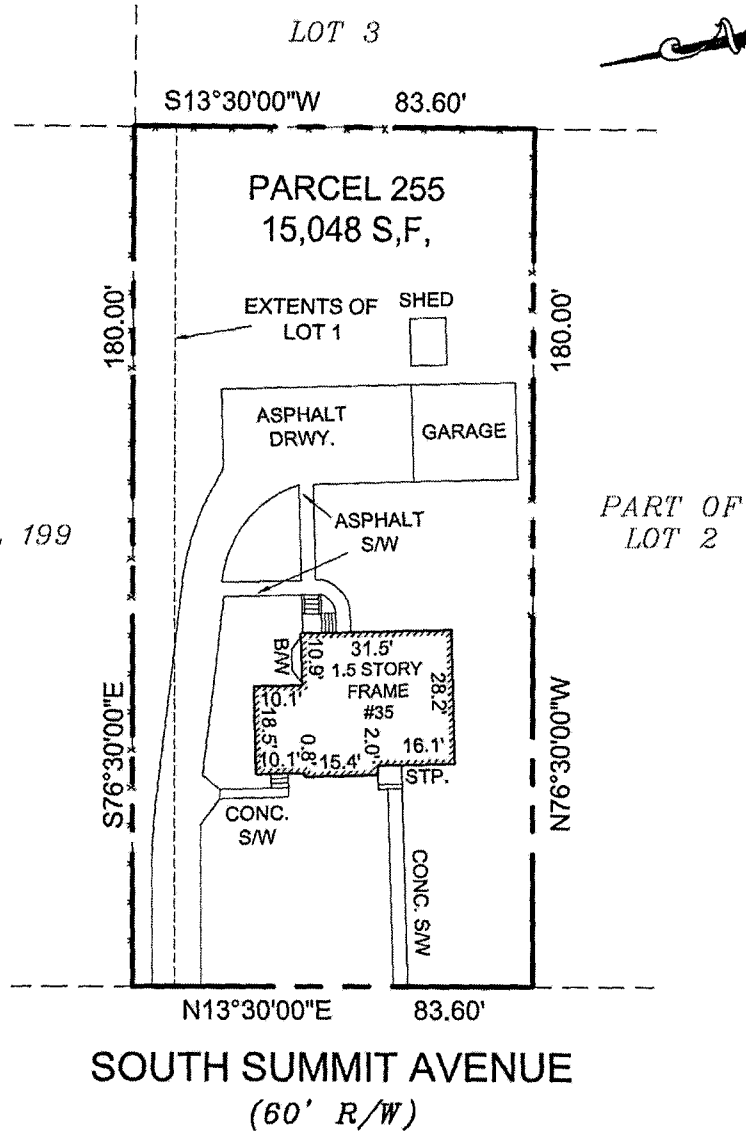 LOT 3
S13°30'00"W 83.60'
PARCEL 255
15,048 S,F,
EXTENTS OF
LOT 1
SHED
180.00'
180.00'
ASPHALT
DRWY.
GARAGE
ASPHALT
S/W
199
PART OF
LOT 2
B/W
10.9'
31.5'
1.5 STORY
FRAME
#35
28.2'
10.1'
18.5'
10.1'
0.8'
15.4'
2.0'
16.1'
STP.
S76°30'00"E
N76°30'00"W
CONC.
S/W
CONC. S/W
N13°30'00"E 83.60'
SOUTH SUMMIT AVENUE
(60' R/W)